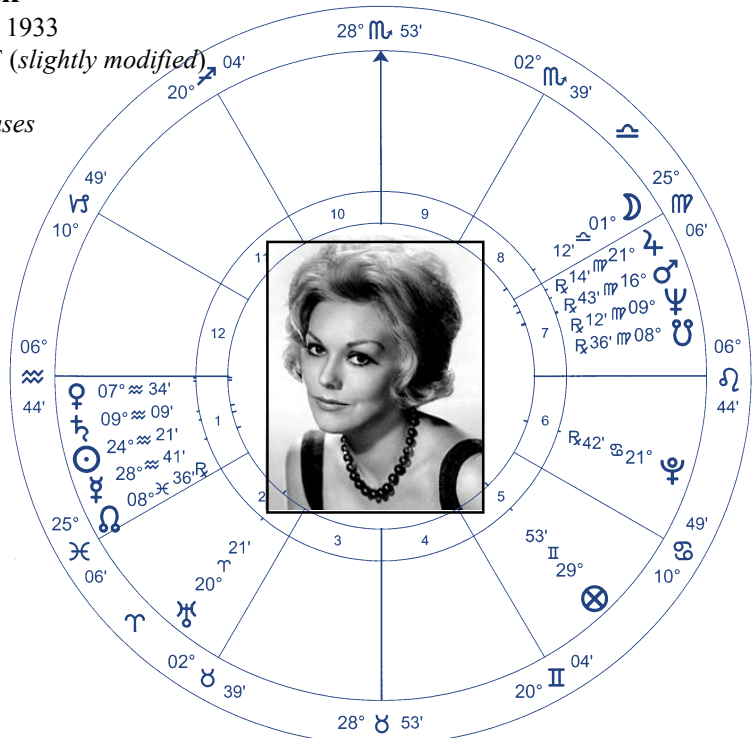 1933
(slightly modified)
28° ♏ 53'
20° ♐ 04'
02° ♏ 39'
♎
49' ♑ 10°
25° ♍ 06'
10
9
11
8
☽ 01° ♎ 12'
♃ 21° ♍ 14' ℞
♂ 16° ♍ 43' ℞
♆ 09° ♍ 12' ℞
☋ 08° ♍ 36' ℞
12
7
06° ♒ 44'
06° ♌ 44'
♀ 07° ♒ 34'
♄ 09° ♒ 09'
☉ 24° ♒ 21'
☿ 28° ♒ 41'
☊ 08° ♓ 36' ℞
1
6
℞ 42' ♋ 21° ♇
2
5
25° ♓ 06'
49' ♋ 10°
3
4
21' ♈ 20° ♅
53' ♊ 29° ⊗
♈
02° ♉ 39'
20° ♊ 04'
28° ♉ 53'